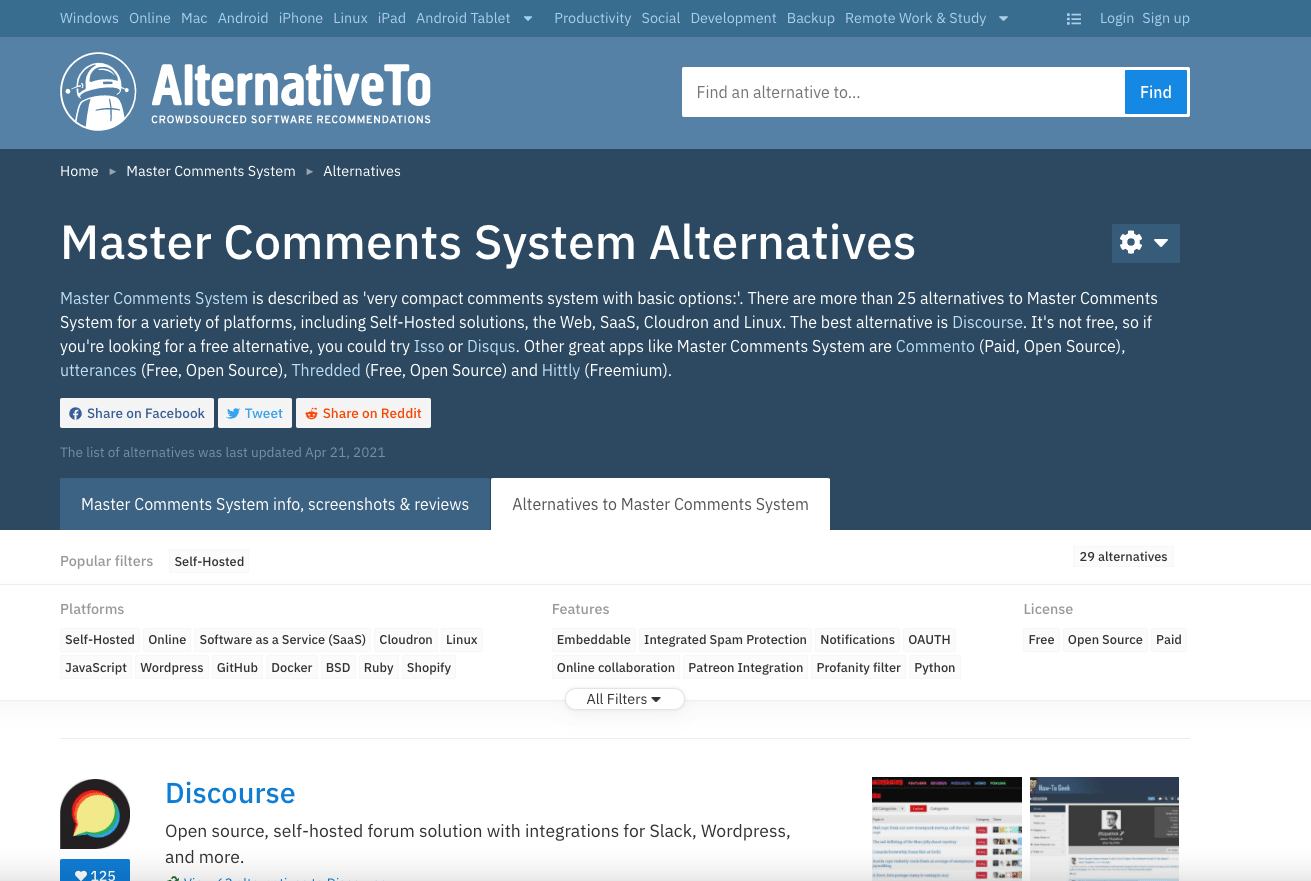 Windows Online Mac Android iPhone Linux iPad Android Tablet Productivity Social Development Backup Remote Work & Study Login Sign up
AlternativeTo
CROWDSOURCED SOFTWARE RECOMMENDATIONS
Find an alternative to...
Find
Home ▸ Master Comments System ▸ Alternatives
Master Comments System Alternatives
Master Comments System is described as 'very compact comments system with basic options:'. There are more than 25 alternatives to Master Comments
System for a variety of platforms, including Self-Hosted solutions, the Web, SaaS, Cloudron and Linux. The best alternative is Discourse. It's not free, so if
you're looking for a free alternative, you could try Isso or Disqus. Other great apps like Master Comments System are Commento (Paid, Open Source),
utterances (Free, Open Source), Thredded (Free, Open Source) and Hittly (Freemium).
Share on Facebook Tweet Share on Reddit
The list of alternatives was last updated Apr 21, 2021
Master Comments System info, screenshots & reviews Alternatives to Master Comments System
Popular filters Self-Hosted 29 alternatives
Platforms Features License
Self-Hosted Online Software as a Service (SaaS) Cloudron Linux Embeddable Integrated Spam Protection Notifications OAUTH Free Open Source Paid
JavaScript Wordpress GitHub Docker BSD Ruby Shopify Online collaboration Patreon Integration Profanity filter Python
All Filters
Discourse
Open source, self-hosted forum solution with integrations for Slack, Wordpress,
and more.
How-To Geek
125